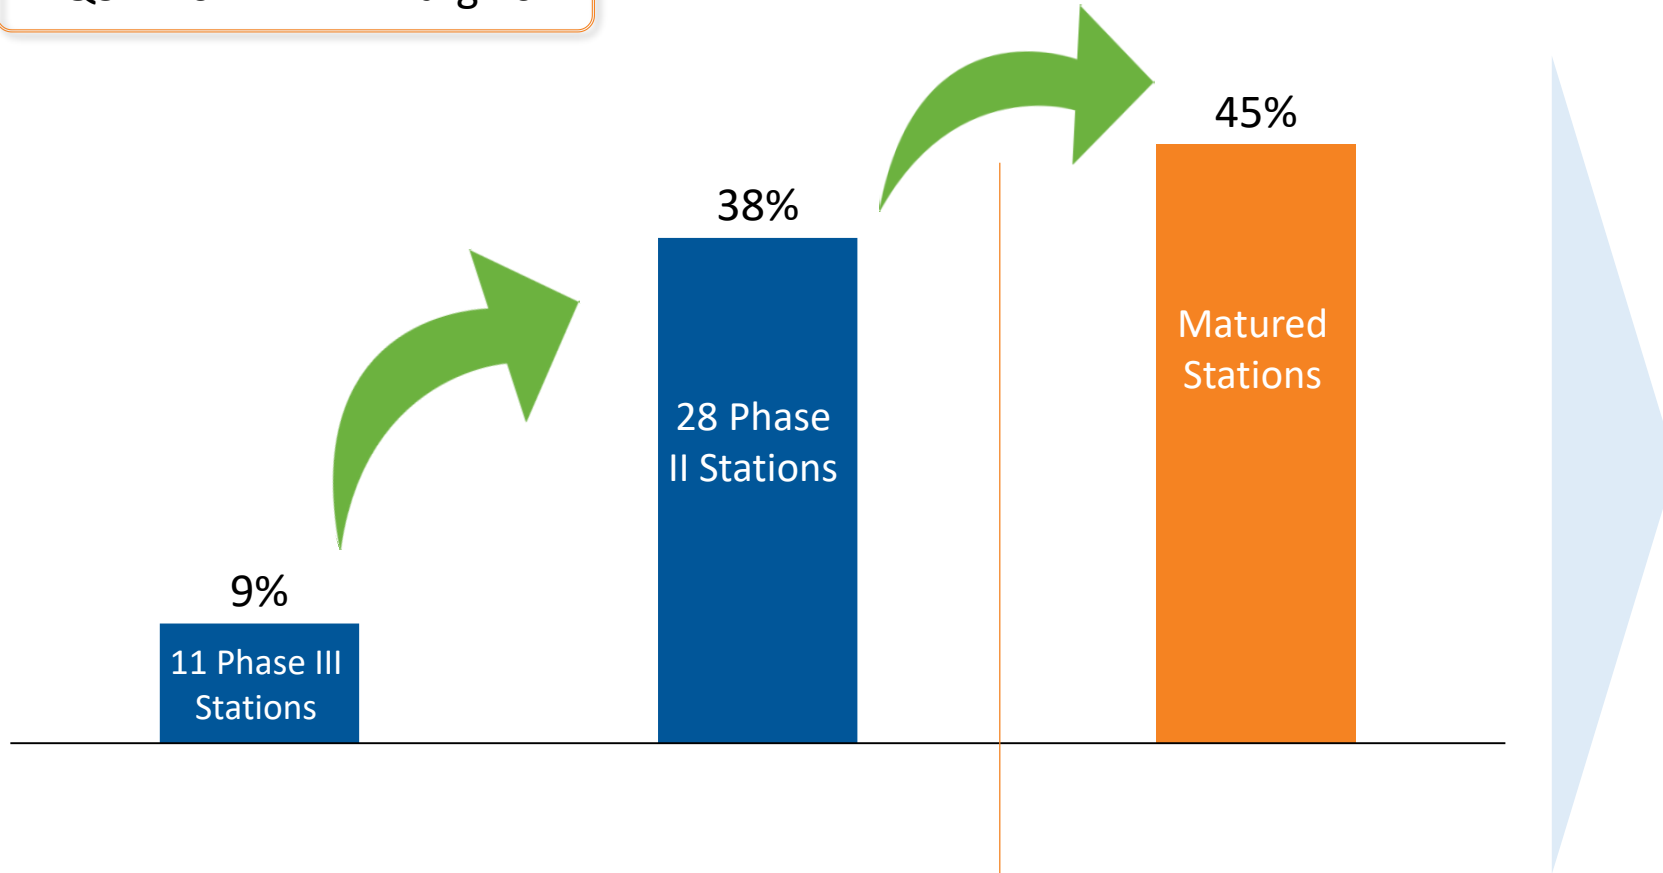 45%
38%
Matured
Stations
28 Phase
II Stations
9%
11 Phase III
Stations